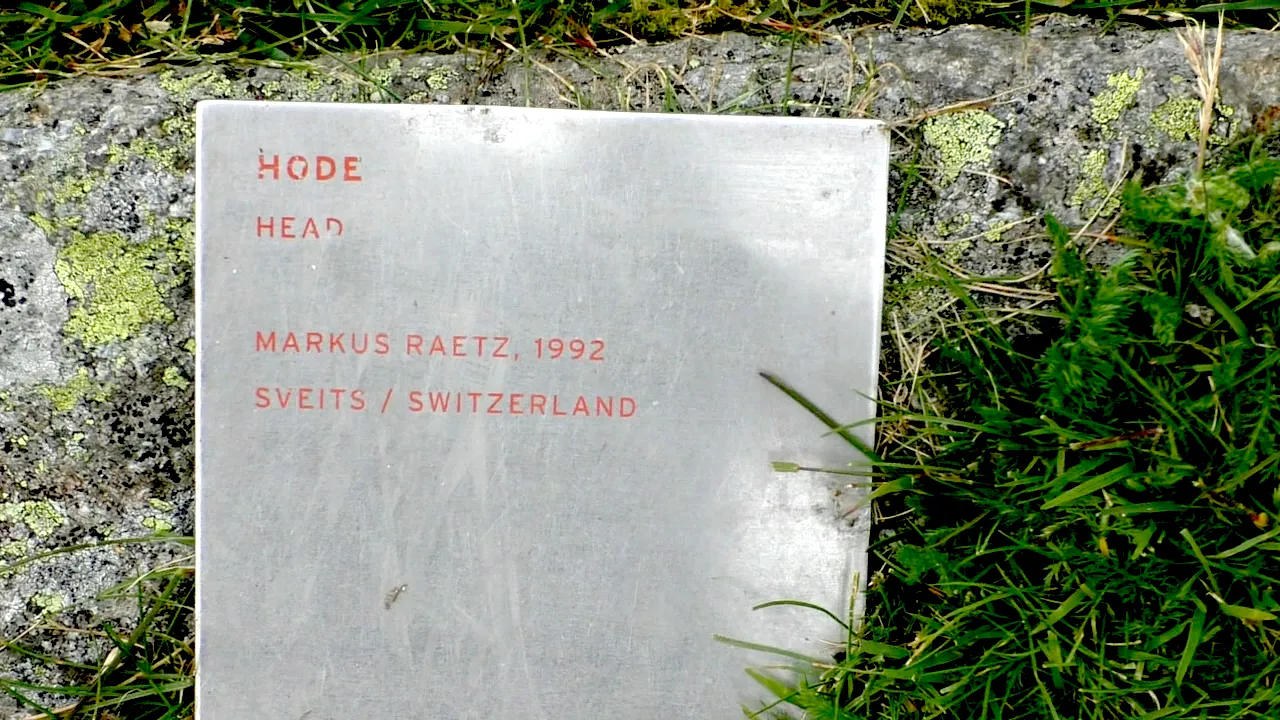 HODE
HEAD
MARKUS RAETZ, 1992
SVEITS / SWITZERLAND